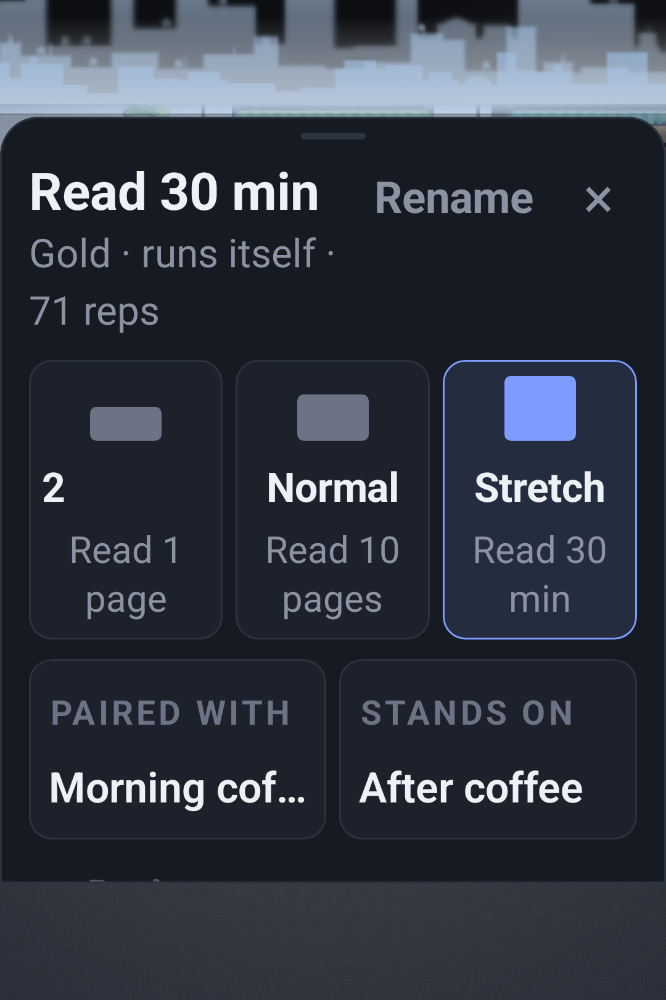 Read 30 min
Rename
×
Gold · runs itself ·
71 reps
2
Normal
Stretch
Read 1
page
Read 10
pages
Read 30
min
PAIRED WITH
STANDS ON
Morning cof...
After coffee